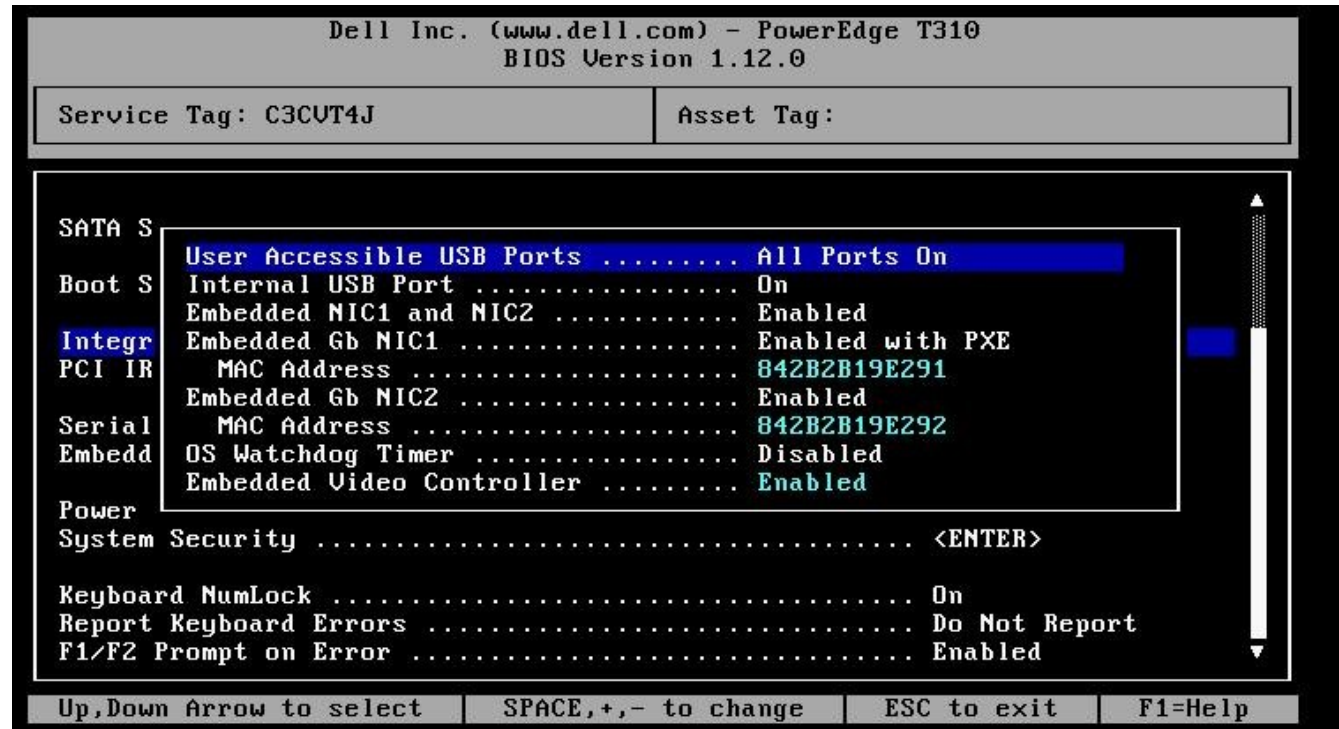 Dell Inc. (www.dell.com) - PowerEdge T310
BIOS Version 1.12.0
Service Tag: C3CVT4J
Asset Tag:
SATA S
User Accessible USB Ports ......... All Ports On
Boot S
Internal USB Port ................. On
Embedded NIC1 and NIC2 ............ Enabled
Integr
Embedded Gb NIC1 .................. Enabled with PXE
PCI IR
MAC Address ..................... 842B2B19E291
Embedded Gb NIC2 .................. Enabled
Serial
MAC Address ..................... 842B2B19E292
Embedd
OS Watchdog Timer ................. Disabled
Embedded Video Controller ......... Enabled
Power
System Security ...................................... <ENTER>
Keyboard NumLock ..................................... On
Report Keyboard Errors ............................... Do Not Report
F1/F2 Prompt on Error ................................ Enabled
Up,Down Arrow to select
SPACE,+,- to change
ESC to exit
F1=Help